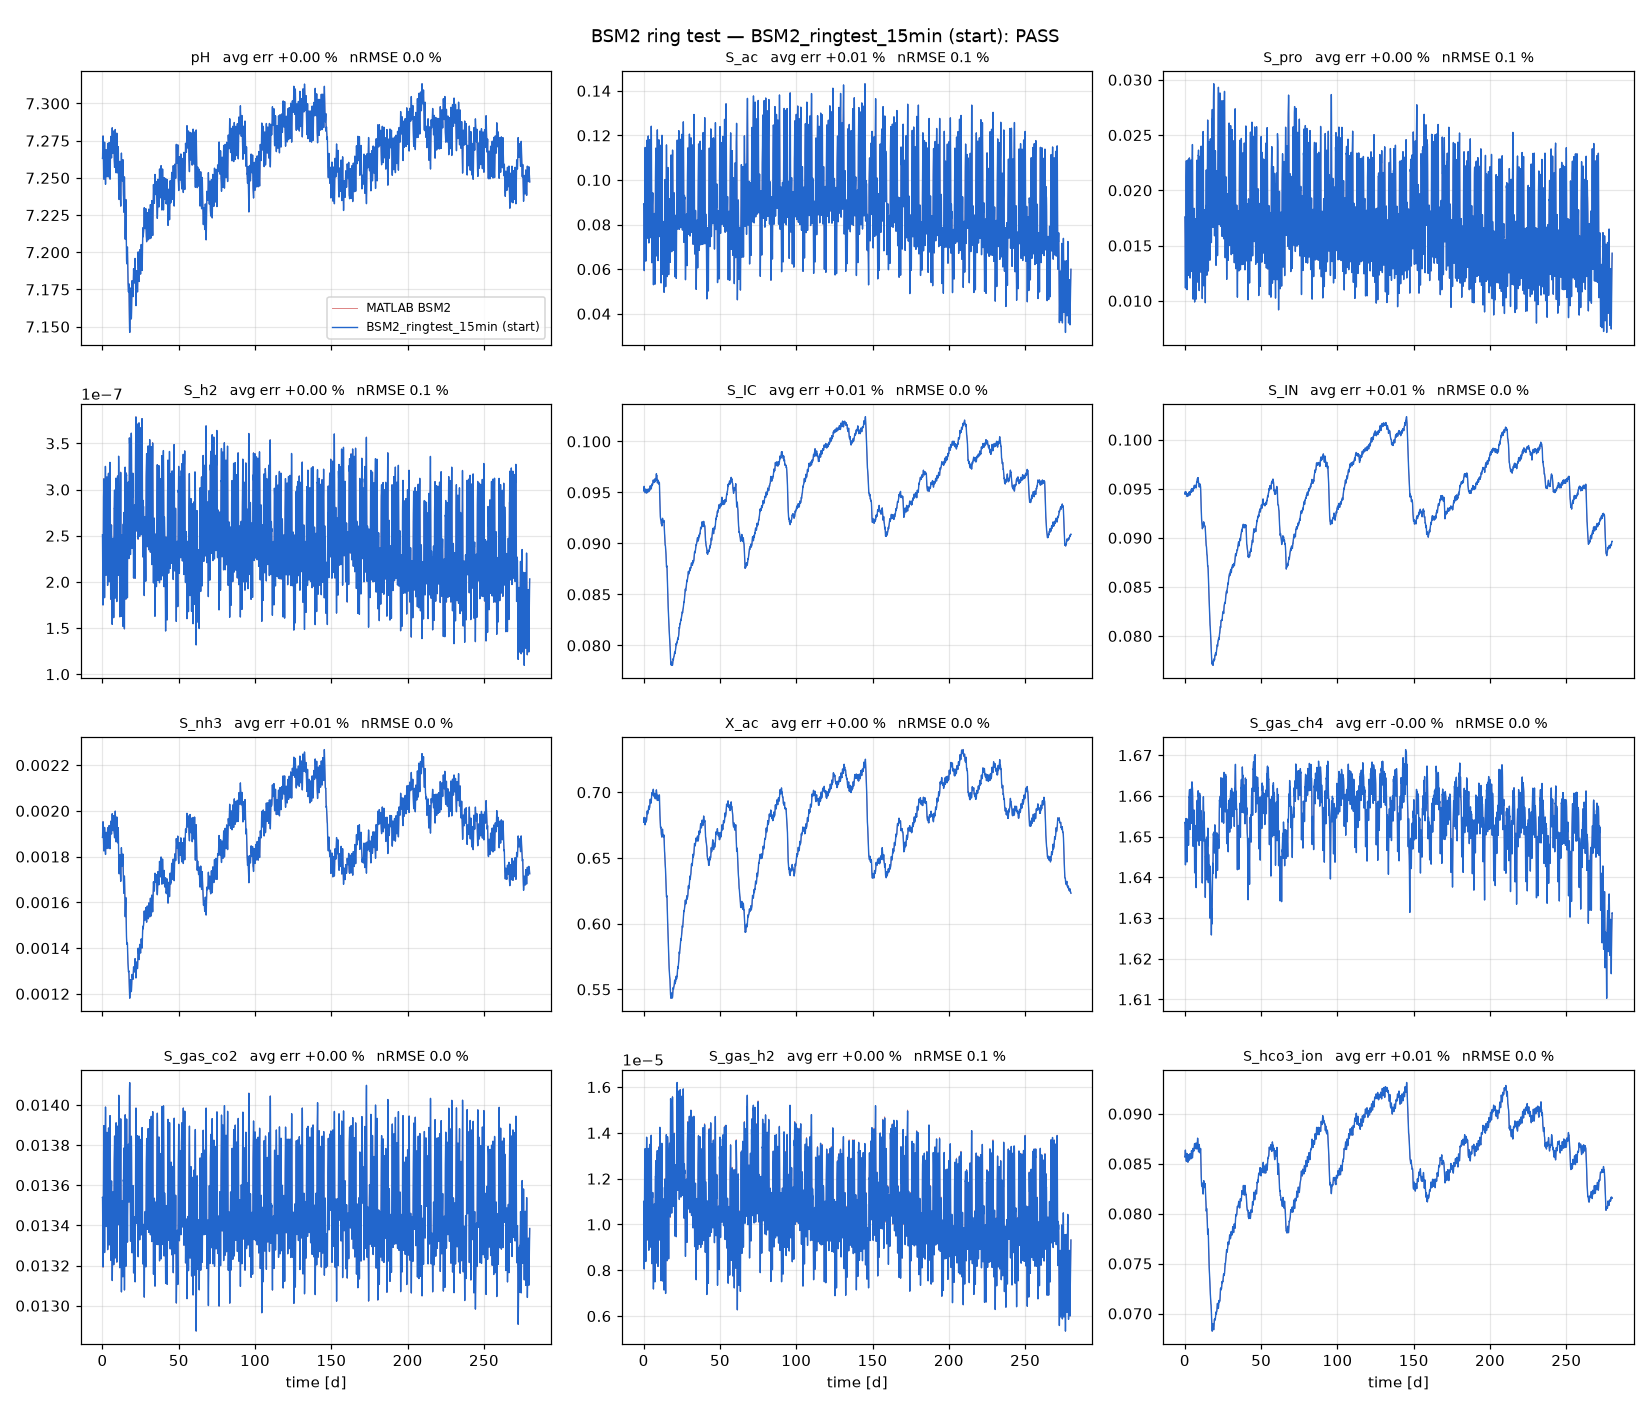 BSM2 ring test — BSM2_ringtest_15min (start): PASS
pH avg err +0.00 % nRMSE 0.0 %
7.300
7.275
7.250
7.225
7.200
7.175
7.150
MATLAB BSM2
BSM2_ringtest_15min (start)
S_ac avg err +0.01 % nRMSE 0.1 %
0.14
0.12
0.10
0.08
0.06
0.04
S_pro avg err +0.00 % nRMSE 0.1 %
0.030
0.025
0.020
0.015
0.010
1e−7
S_h2 avg err +0.00 % nRMSE 0.1 %
3.5
3.0
2.5
2.0
1.5
1.0
S_IC avg err +0.01 % nRMSE 0.0 %
0.100
0.095
0.090
0.085
0.080
S_IN avg err +0.01 % nRMSE 0.0 %
0.100
0.095
0.090
0.085
0.080
S_nh3 avg err +0.01 % nRMSE 0.0 %
0.0022
0.0020
0.0018
0.0016
0.0014
0.0012
X_ac avg err +0.00 % nRMSE 0.0 %
0.70
0.65
0.60
0.55
S_gas_ch4 avg err -0.00 % nRMSE 0.0 %
1.67
1.66
1.65
1.64
1.63
1.62
1.61
S_gas_co2 avg err +0.00 % nRMSE 0.0 %
0.0140
0.0138
0.0136
0.0134
0.0132
0.0130
0 50 100 150 200 250
time [d]
1e−5
S_gas_h2 avg err +0.00 % nRMSE 0.1 %
1.6
1.4
1.2
1.0
0.8
0.6
0 50 100 150 200 250
time [d]
S_hco3_ion avg err +0.01 % nRMSE 0.0 %
0.090
0.085
0.080
0.075
0.070
0 50 100 150 200 250
time [d]